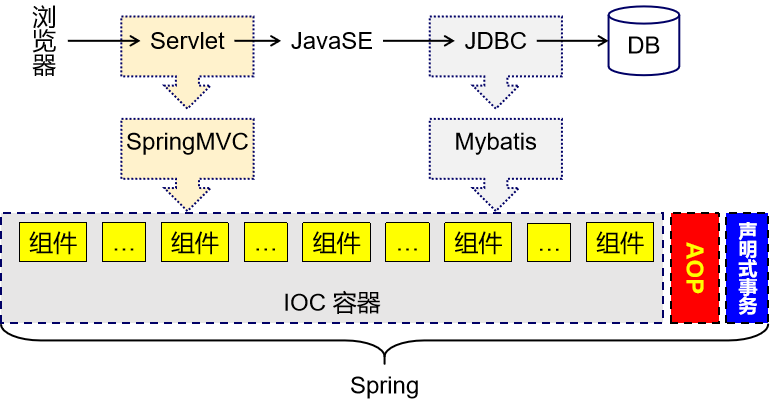 浏览器
Servlet
JavaSE
JDBC
DB
SpringMVC
Mybatis
组件
...
组件
...
组件
...
组件
...
组件
IOC 容器
AOP
声明式事务
Spring